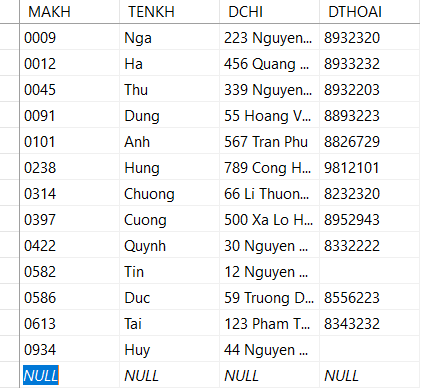 MAKH TENKH DCHI DTHOAI
0009 Nga 223 Nguyen... 8932320
0012 Ha 456 Quang ... 8933232
0045 Thu 339 Nguyen... 8932203
0091 Dung 55 Hoang V... 8893223
0101 Anh 567 Tran Phu 8826729
0238 Hung 789 Cong H... 9812101
0314 Chuong 66 Li Thuon... 8232320
0397 Cuong 500 Xa Lo H... 8952943
0422 Quynh 30 Nguyen ... 8332222
0582 Tin 12 Nguyen ...
0586 Duc 59 Truong D... 8556223
0613 Tai 123 Pham T... 8343232
0934 Huy 44 Nguyen ...
NULL NULL NULL NULL